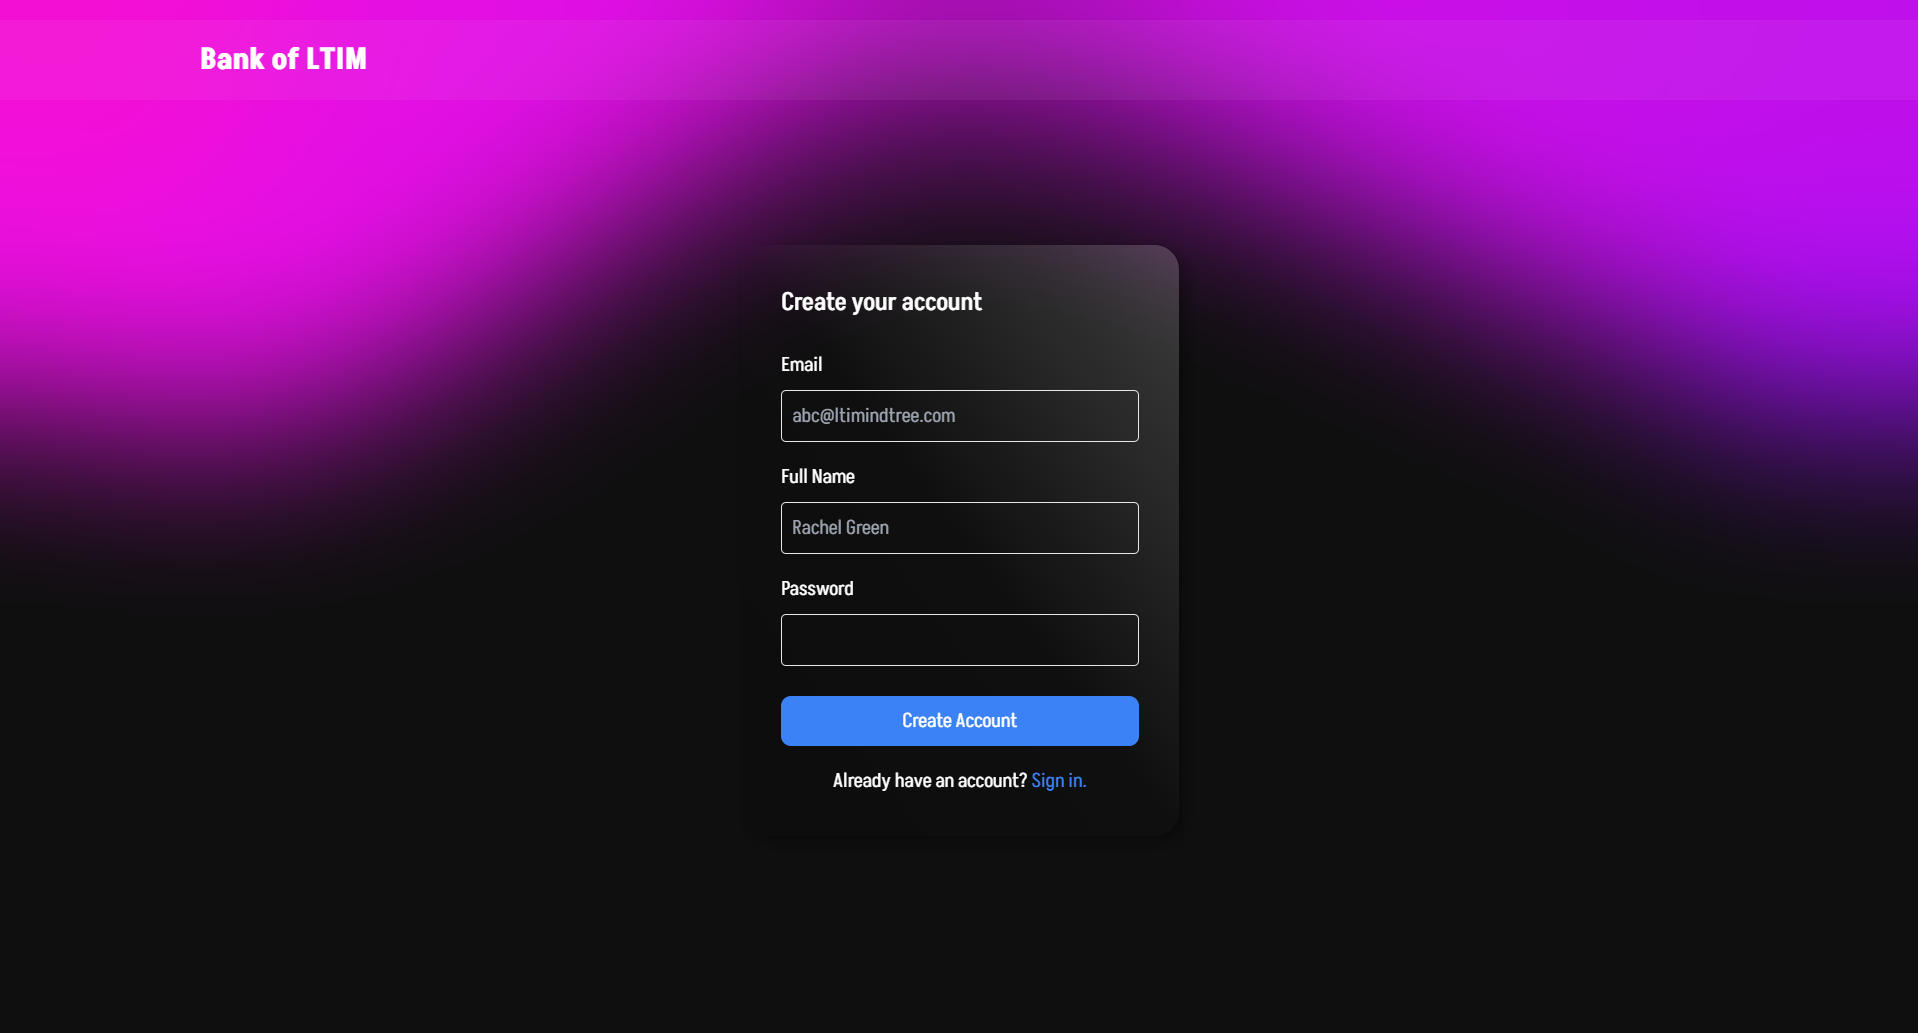 Bank of LTIM
Create your account
Email
abc@ltimindtree.com
Full Name
Rachel Green
Password
Create Account
Already have an account? Sign in.